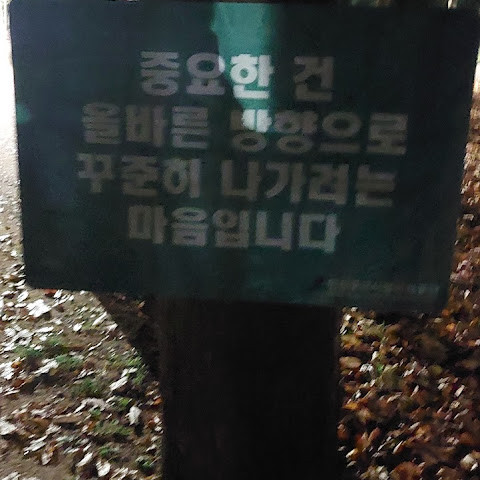 중요한 건
올바른 방향으로
꾸준히 나가려는
마음입니다